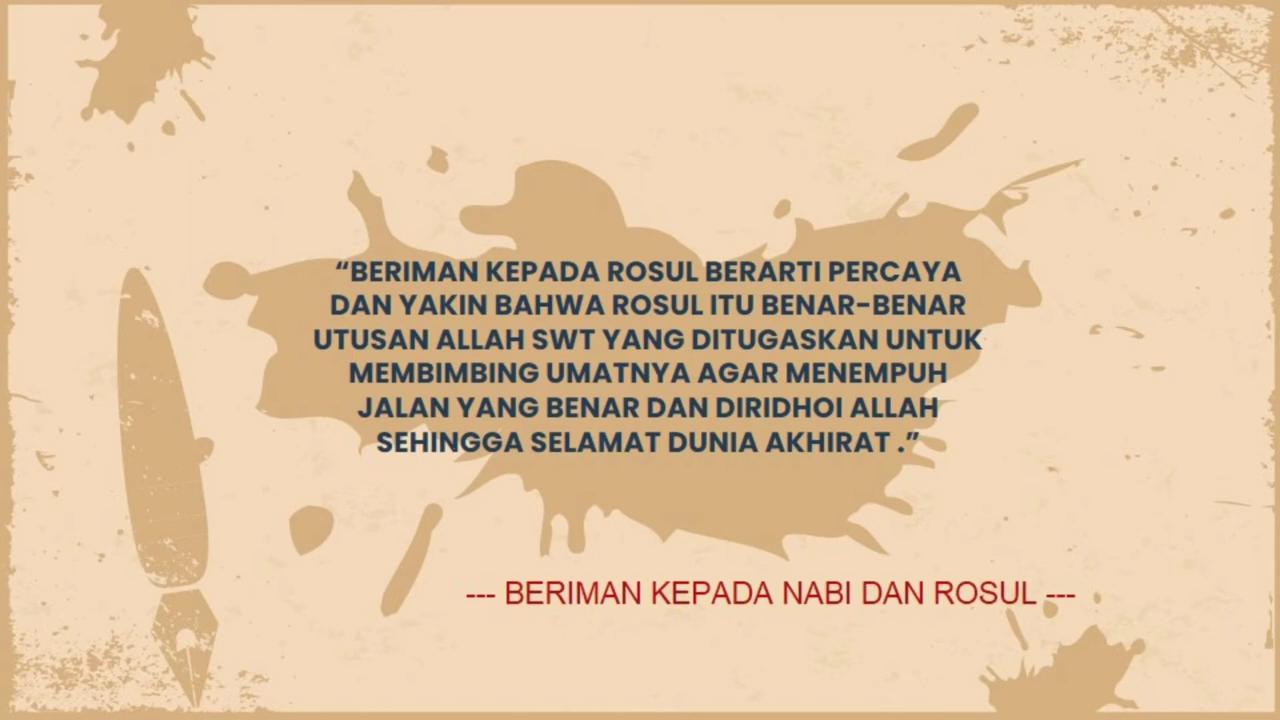 “BERIMAN KEPADA ROSUL BERARTI PERCAYA
DAN YAKIN BAHWA ROSUL ITU BENAR-BENAR
UTUSAN ALLAH SWT YANG DITUGASKAN UNTUK
MEMBIMBING UMATNYA AGAR MENEMPUH
JALAN YANG BENAR DAN DIRIDHOI ALLAH
SEHINGGA SELAMAT DUNIA AKHIRAT .”
--- BERIMAN KEPADA NABI DAN ROSUL ---